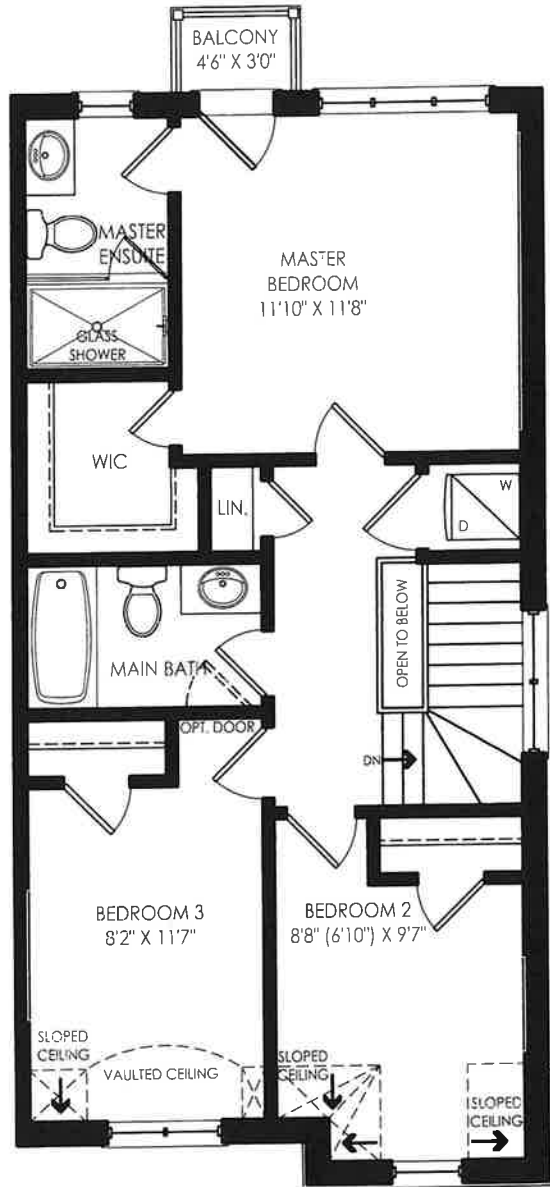 BALCONY
4'6" X 3'0"
MASTER
ENSUITE
MASTER
BEDROOM
11'10" X 11'8"
GLASS
SHOWER
WIC
LIN.
W
D
OPEN TO BELOW
MAIN BATH
OPT. DOOR
DN
BEDROOM 3
8'2" X 11'7"
BEDROOM 2
8'8" (6'10") X 9'7"
SLOPED
CEILING
VAULTED CEILING
SLOPED
CEILING
SLOPED
CEILING